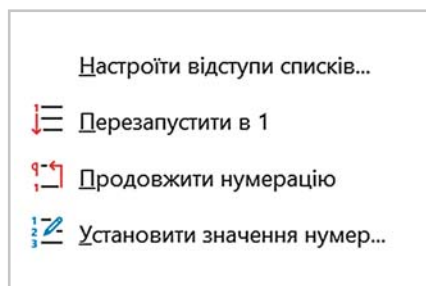 Настроїти відступи списків...
Перезапустити в 1
Продовжити нумерацію
Установити значення нумер...